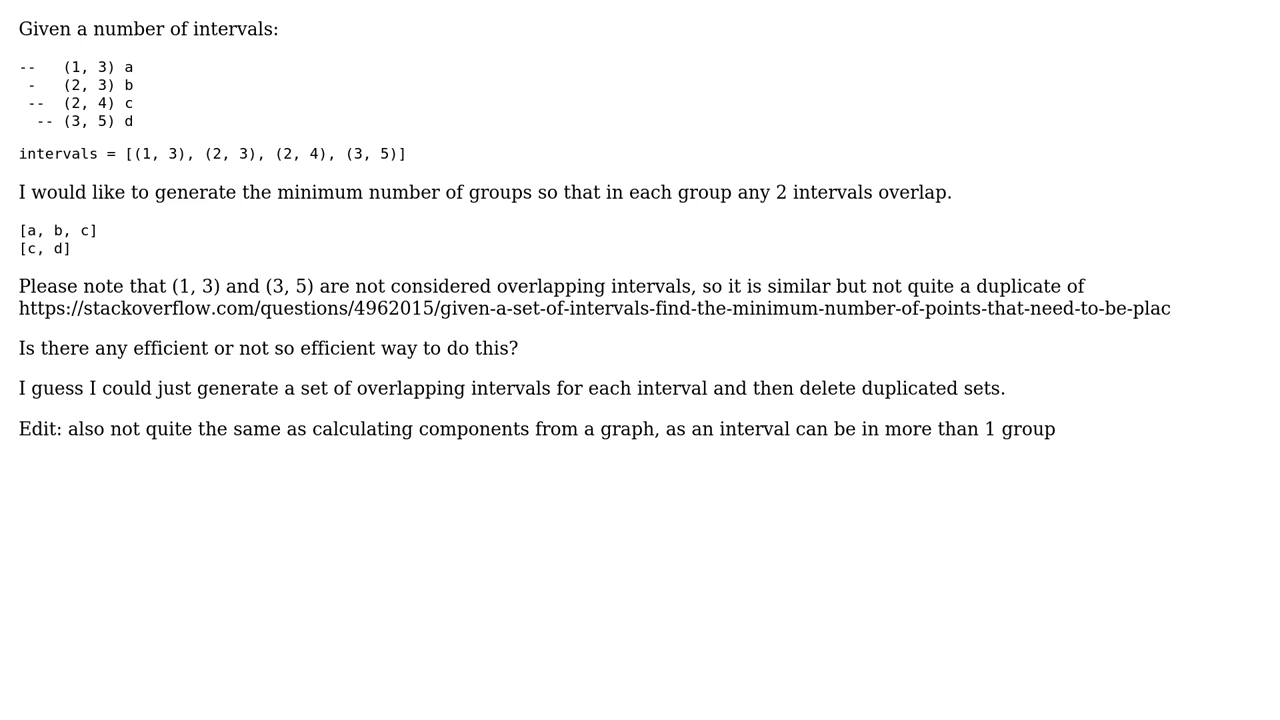 Given a number of intervals:
--   (1, 3) a
 -   (2, 3) b
 --  (2, 4) c
  -- (3, 5) d
intervals = [(1, 3), (2, 3), (2, 4), (3, 5)]
I would like to generate the minimum number of groups so that in each group any 2 intervals overlap.
[a, b, c]
[c, d]
Please note that (1, 3) and (3, 5) are not considered overlapping intervals, so it is similar but not quite a duplicate of
https://stackoverflow.com/questions/4962015/given-a-set-of-intervals-find-the-minimum-number-of-points-that-need-to-be-plac
Is there any efficient or not so efficient way to do this?
I guess I could just generate a set of overlapping intervals for each interval and then delete duplicated sets.
Edit: also not quite the same as calculating components from a graph, as an interval can be in more than 1 group